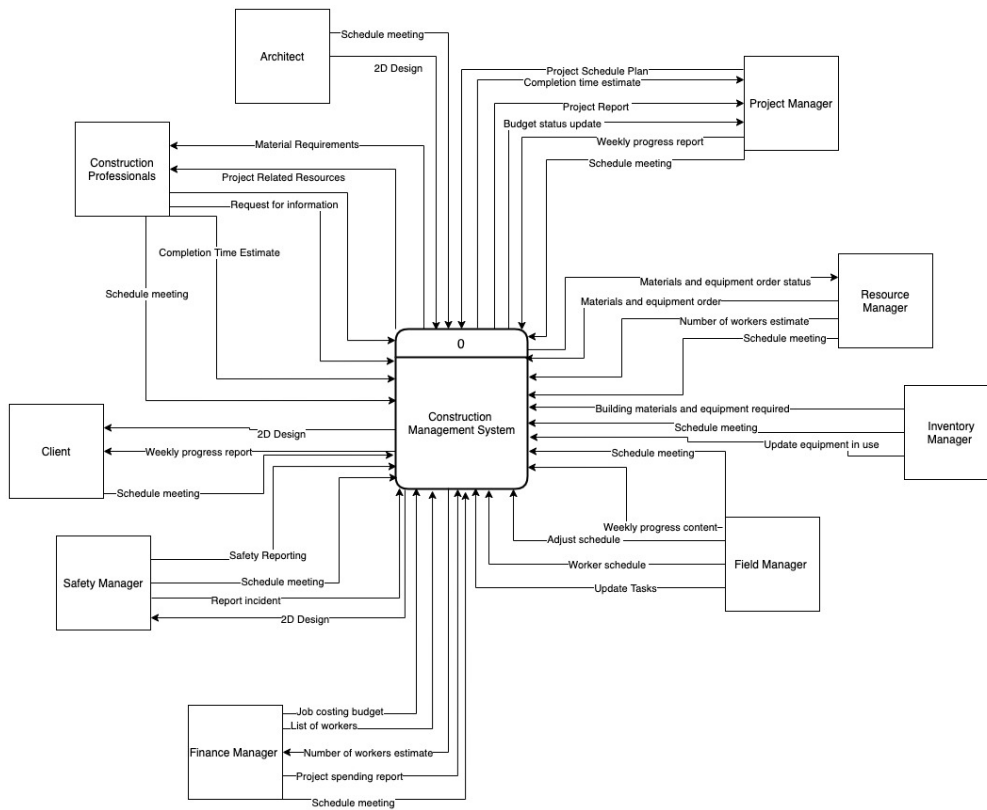 Architect
Schedule meeting
2D Design
Project Manager
Project Schedule Plan
Completion time estimate
Project Report
Budget status update
Weekly progress report
Schedule meeting
Construction
Professionals
Material Requirements
Project Related Resources
Request for information
Completion Time Estimate
Schedule meeting
Resource
Manager
Materials and equipment order status
Materials and equipment order
Number of workers estimate
Schedule meeting
0
Construction
Management System
Inventory
Manager
Building materials and equipment required
Schedule meeting
Update equipment in use
Client
2D Design
Weekly progress report
Schedule meeting
Field Manager
Schedule meeting
Weekly progress content
Adjust schedule
Worker schedule
Update Tasks
Safety Manager
Safety Reporting
Schedule meeting
Report incident
2D Design
Finance Manager
Job costing budget
List of workers
Number of workers estimate
Project spending report
Schedule meeting